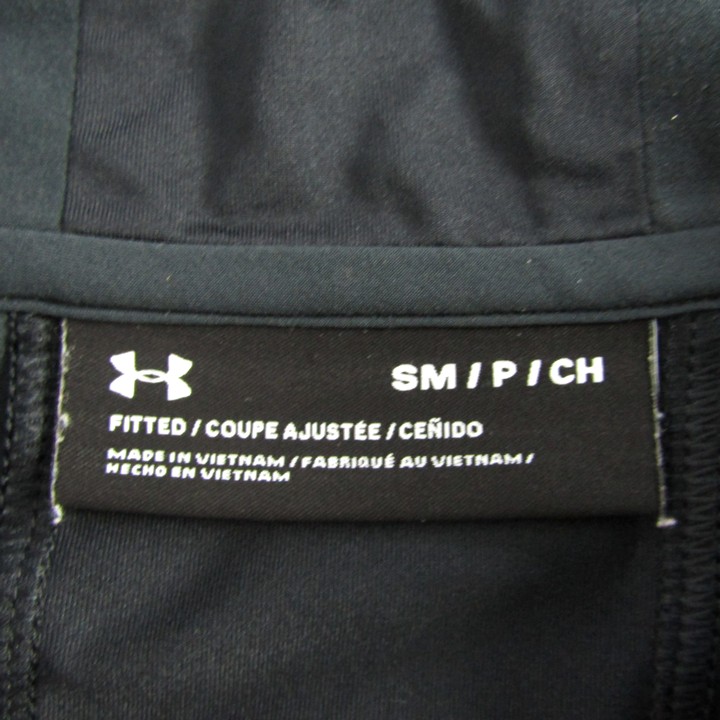 SM / P / CH
FITTED / COUPE AJUSTÉE / CEÑIDO
MADE IN VIETNAM / FABRIQUÉ AU VIETNAM /
HECHO EN VIETNAM